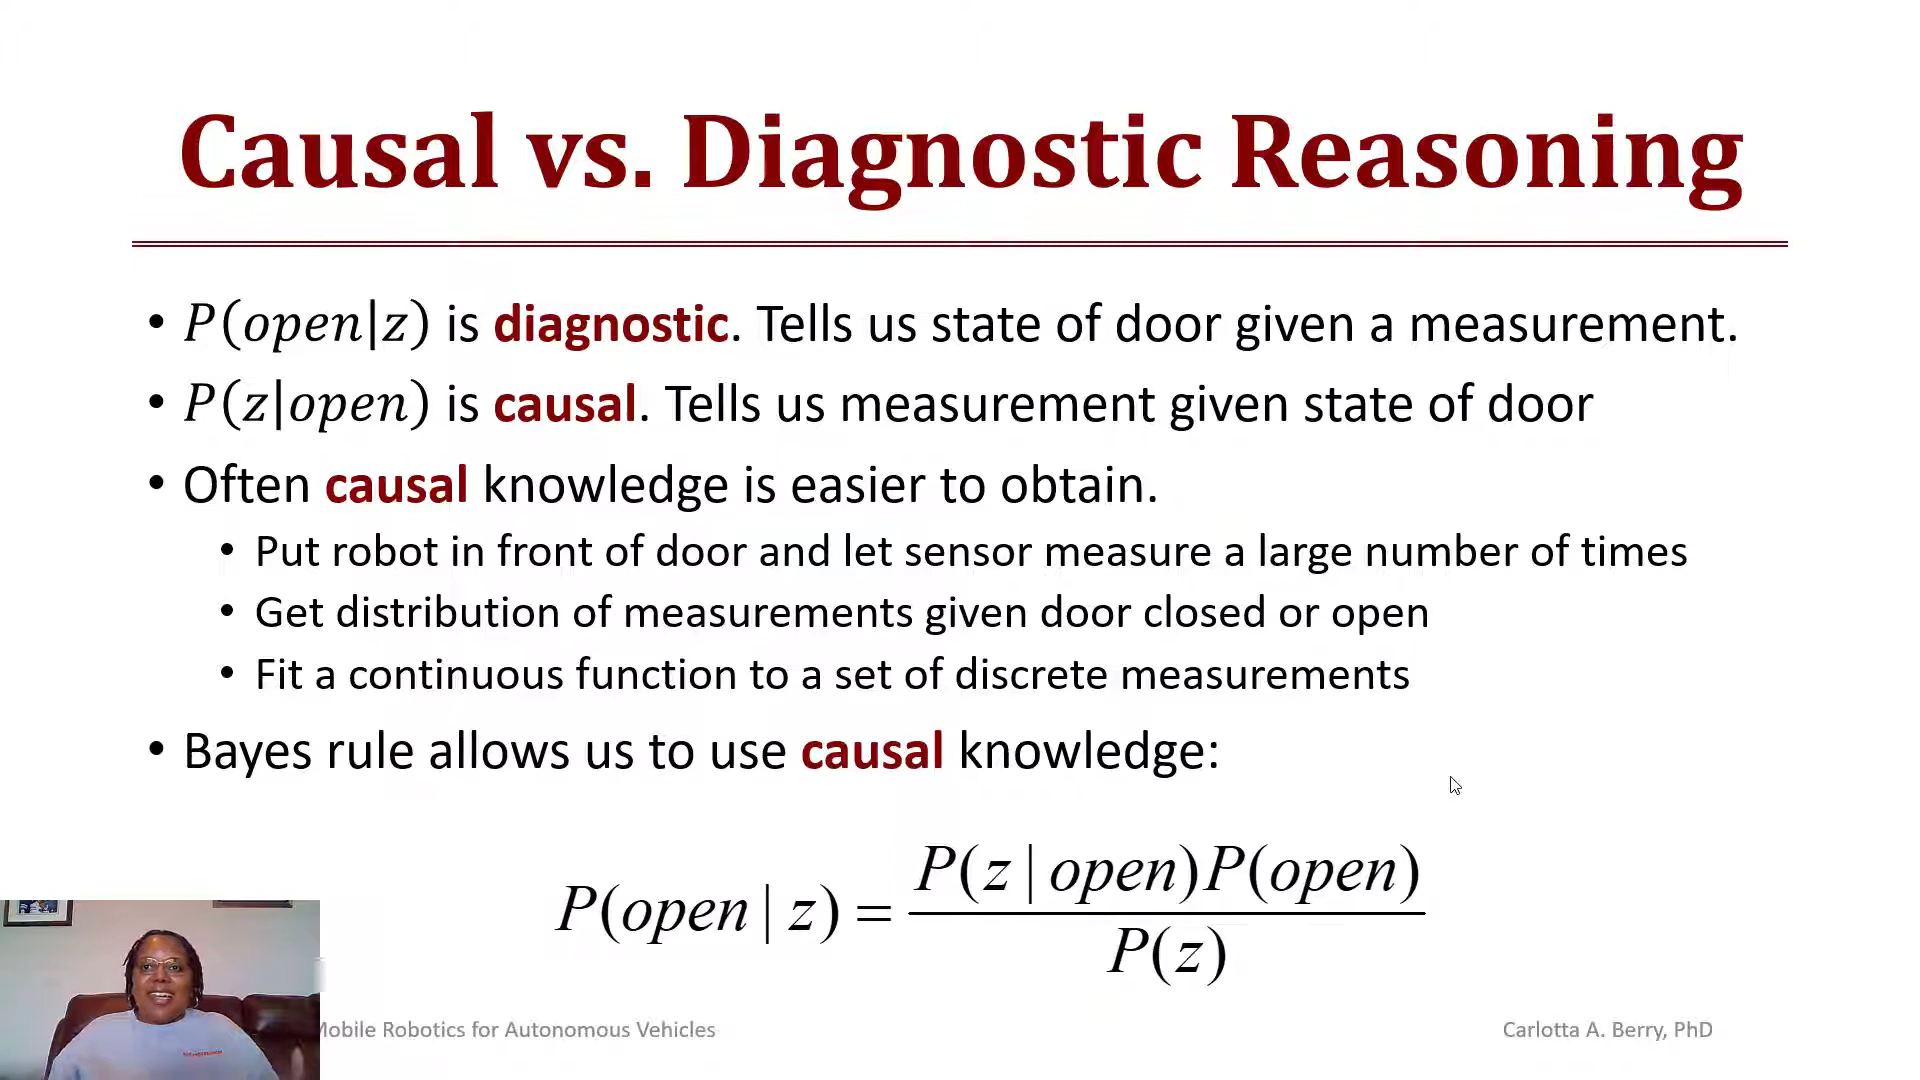 Causal vs. Diagnostic Reasoning
• P(open|z) is diagnostic. Tells us state of door given a measurement.
• P(z|open) is causal. Tells us measurement given state of door
• Often causal knowledge is easier to obtain.
• Put robot in front of door and let sensor measure a large number of times
• Get distribution of measurements given door closed or open
• Fit a continuous function to a set of discrete measurements
• Bayes rule allows us to use causal knowledge:
P(open | z) = P(z | open)P(open)
P(z)
Mobile Robotics for Autonomous Vehicles
Carlotta A. Berry, PhD